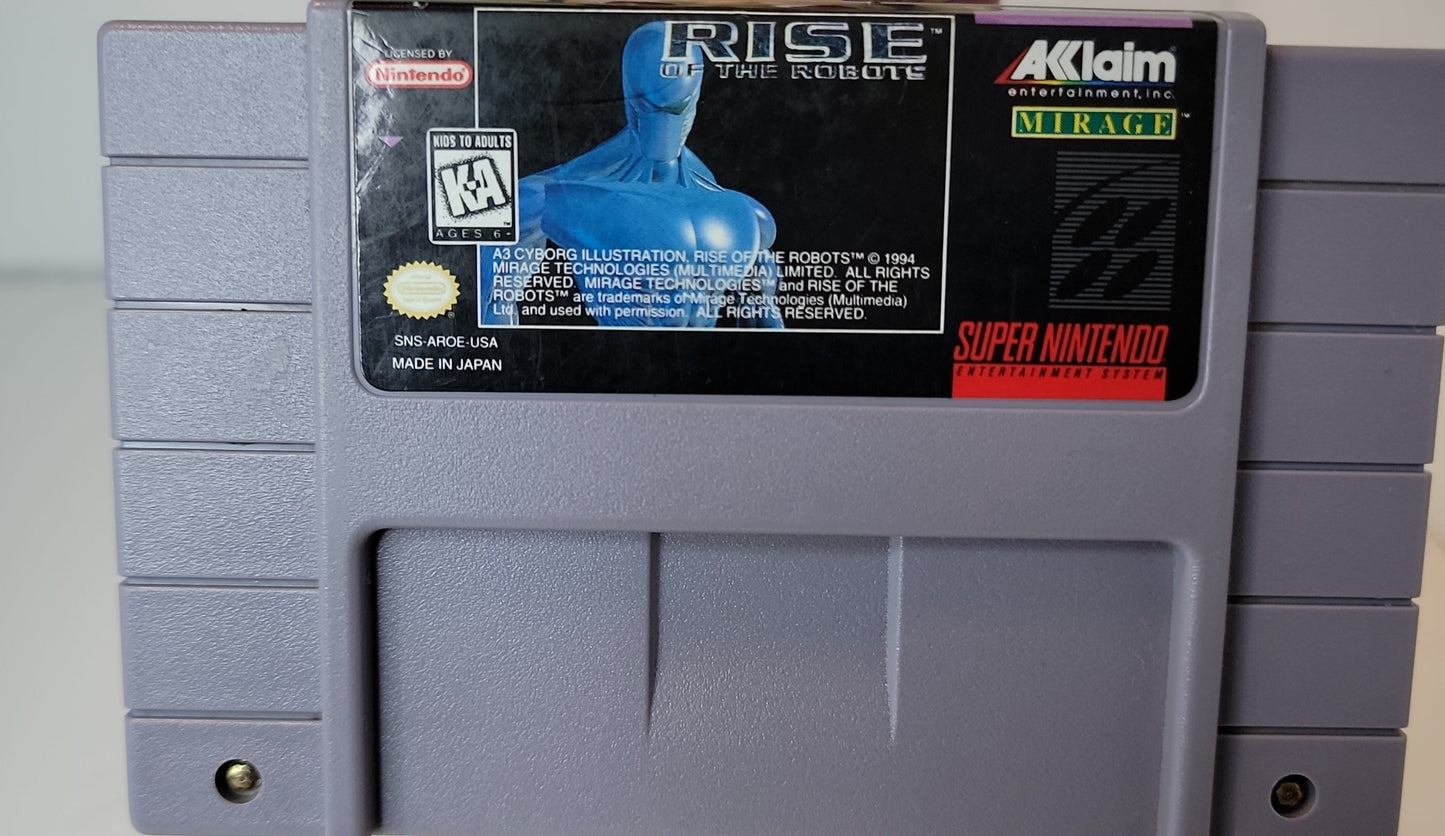 LICENSED BY
Nintendo
RISE™
OF THE ROBOTS
AKKlaim®
entertainment, inc.
MIRAGE™
KIDS TO ADULTS
K-A
AGES 6+
A3 CYBORG ILLUSTRATION, RISE OF THE ROBOTS™ © 1994
MIRAGE TECHNOLOGIES (MULTIMEDIA) LIMITED. ALL RIGHTS
RESERVED. MIRAGE TECHNOLOGIES™ and RISE OF THE
ROBOTS™ are trademarks of Mirage Technologies (Multimedia)
Ltd. and used with permission. ALL RIGHTS RESERVED.
Nintendo
SNS-AROE-USA
MADE IN JAPAN
SUPER NINTENDO
ENTERTAINMENT SYSTEM